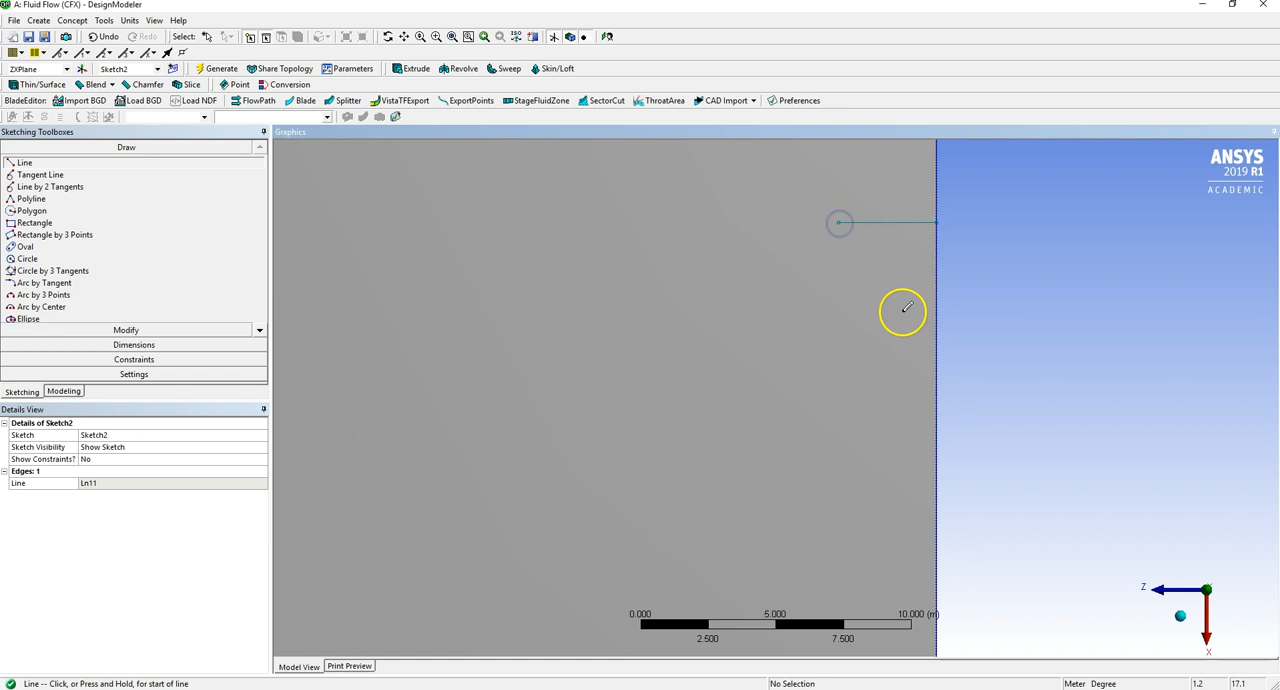 A: Fluid Flow (CFX) - DesignModeler
File Create Concept Tools Units View Help
Undo Redo Select:
ZXPlane Sketch2 Generate Share Topology Parameters Extrude Revolve Sweep Skin/Loft
Thin/Surface Blend Chamfer Slice Point Conversion
BladeEditor: Import BGD Load BGD Load NDF FlowPath Blade Splitter VistaTFExport ExportPoints StageFluidZone SectorCut ThroatArea CAD Import Preferences
Sketching Toolboxes
Graphics
Draw
Line
Tangent Line
Line by 2 Tangents
Polyline
Polygon
Rectangle
Rectangle by 3 Points
Oval
Circle
Circle by 3 Tangents
Arc by Tangent
Arc by 3 Points
Arc by Center
Ellipse
Modify
Dimensions
Constraints
Settings
Sketching Modeling
Details View
Details of Sketch2
Sketch Sketch2
Sketch Visibility Show Sketch
Show Constraints? No
Edges: 1
Line Ln11
ANSYS
2019 R1
ACADEMIC
0.000 5.000 10.000 (m)
2.500 7.500
Z
X
Model View Print Preview
Line -- Click, or Press and Hold, for start of line No Selection Meter Degree 1.2 17.1